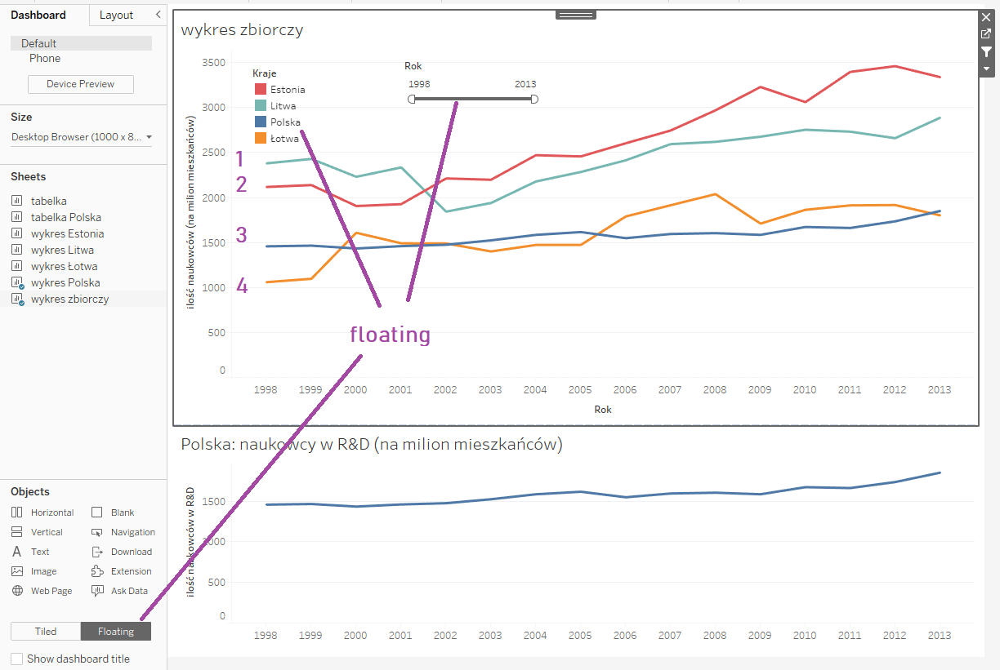 Dashboard
Layout
Default
Phone
Device Preview
Size
Desktop Browser (1000 x 8...
Sheets
tabelka
tabelka Polska
wykres Estonia
wykres Litwa
wykres Łotwa
wykres Polska
wykres zbiorczy
Objects
Horizontal
Blank
Vertical
Navigation
Text
Download
Image
Extension
Web Page
Ask Data
Tiled
Floating
Show dashboard title
wykres zbiorczy
Kraje
Estonia
Litwa
Polska
Łotwa
Rok
1998 2013
ilość naukowców (na milion mieszkańców)
3500
3000
2500
2000
1500
1000
500
0
1
2
3
4
floating
1998 1999 2000 2001 2002 2003 2004 2005 2006 2007 2008 2009 2010 2011 2012 2013
Rok
Polska: naukowcy w R&D (na milion mieszkańców)
ilość naukowców w R&D
1500
1000
500
0
1998 1999 2000 2001 2002 2003 2004 2005 2006 2007 2008 2009 2010 2011 2012 2013